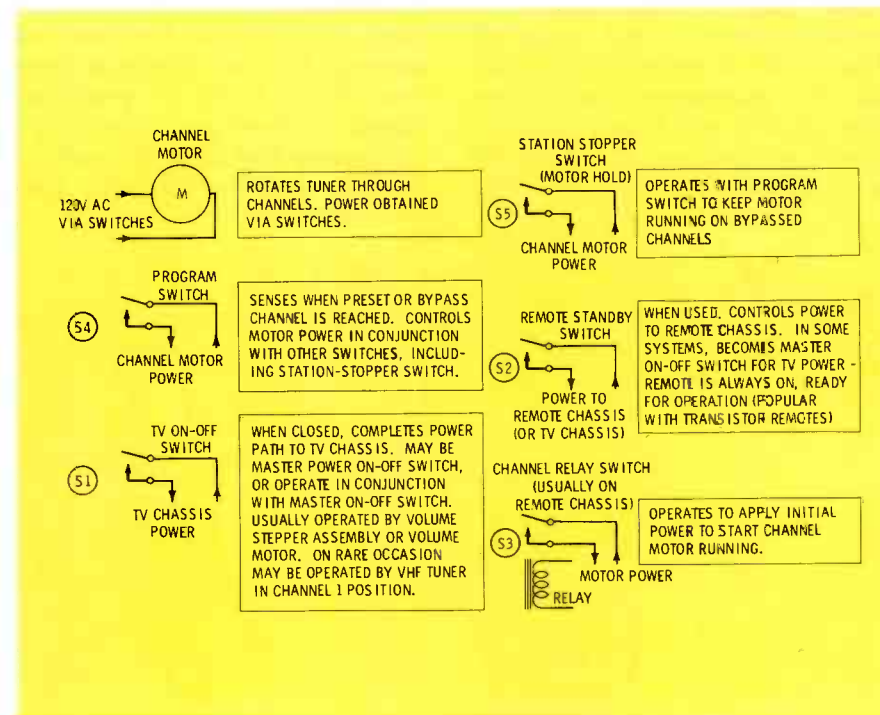 CHANNEL
MOTOR
M
120V AC
VIA SWITCHES
ROTATES TUNER THROUGH
CHANNELS. POWER OBTAINED
VIA SWITCHES.
PROGRAM
SWITCH
S4
CHANNEL MOTOR
POWER
SENSES WHEN PRESET OR BYPASS
CHANNEL IS REACHED. CONTROLS
MOTOR POWER IN CONJUNCTION
WITH OTHER SWITCHES, INCLUD-
ING STATION-STOPPER SWITCH.
TV ON-OFF
SWITCH
S1
TV CHASSIS
POWER
WHEN CLOSED, COMPLETES POWER
PATH TO TV CHASSIS. MAY BE
MASTER POWER ON-OFF SWITCH,
OR OPERATE IN CONJUNCTION
WITH MASTER ON-OFF SWITCH.
USUALLY OPERATED BY VOLUME
STEPPER ASSEMBLY OR VOLUME
MOTOR. ON RARE OCCASION
MAY BE OPERATED BY VHF TUNER
IN CHANNEL 1 POSITION.
STATION STOPPER
SWITCH
(MOTOR HOLD)
S5
CHANNEL MOTOR
POWER
OPERATES WITH PROGRAM
SWITCH TO KEEP MOTOR
RUNNING ON BYPASSED
CHANNELS
REMOTE STANDBY
SWITCH
S2
POWER TO
REMOTE CHASSIS
(OR TV CHASSIS)
WHEN USED, CONTROLS POWER
TO REMOTE CHASSIS. IN SOME
SYSTEMS, BECOMES MASTER
ON-OFF SWITCH FOR TV POWER -
REMOTE IS ALWAYS ON, READY
FOR OPERATION (POPULAR
WITH TRANSISTOR REMOTES)
CHANNEL RELAY SWITCH
(USUALLY ON
REMOTE CHASSIS)
S3
MOTOR POWER
RELAY
OPERATES TO APPLY INITIAL
POWER TO START CHANNEL
MOTOR RUNNING.